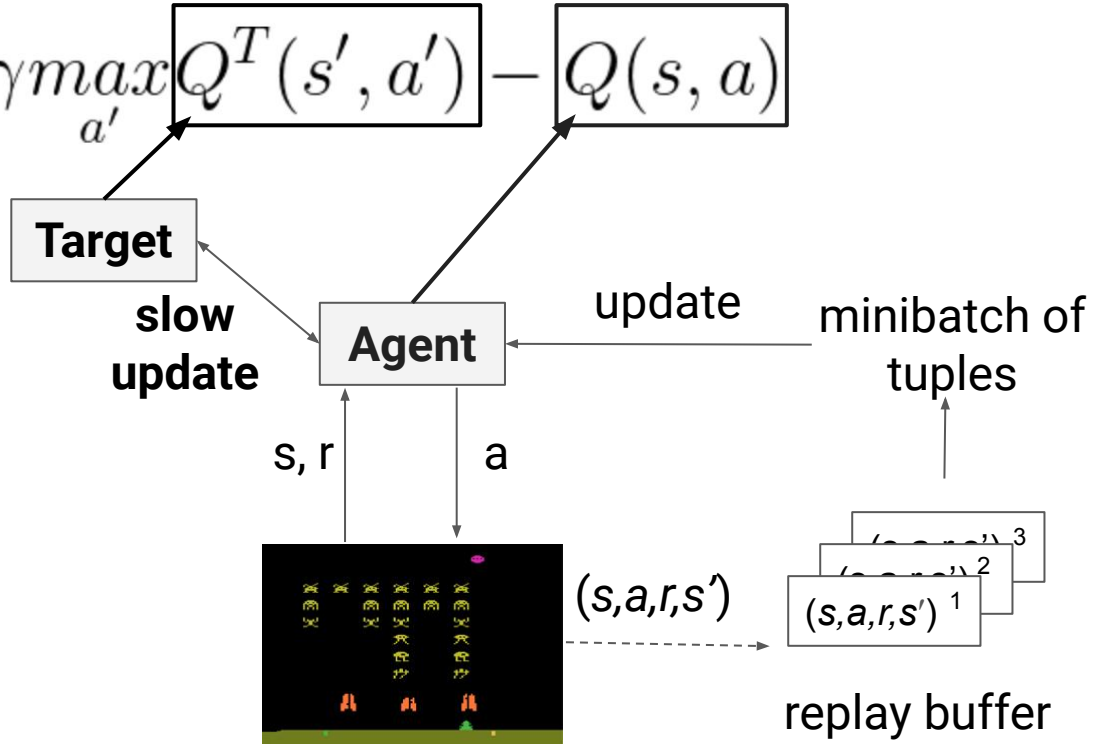 γmax Q^T(s′, a′) − Q(s, a)
a′
Target
slow
update
Agent
update
minibatch of
tuples
s, r
a
(s,a,r,s’)
3
2
(s,a,r,s′) 1
replay buffer